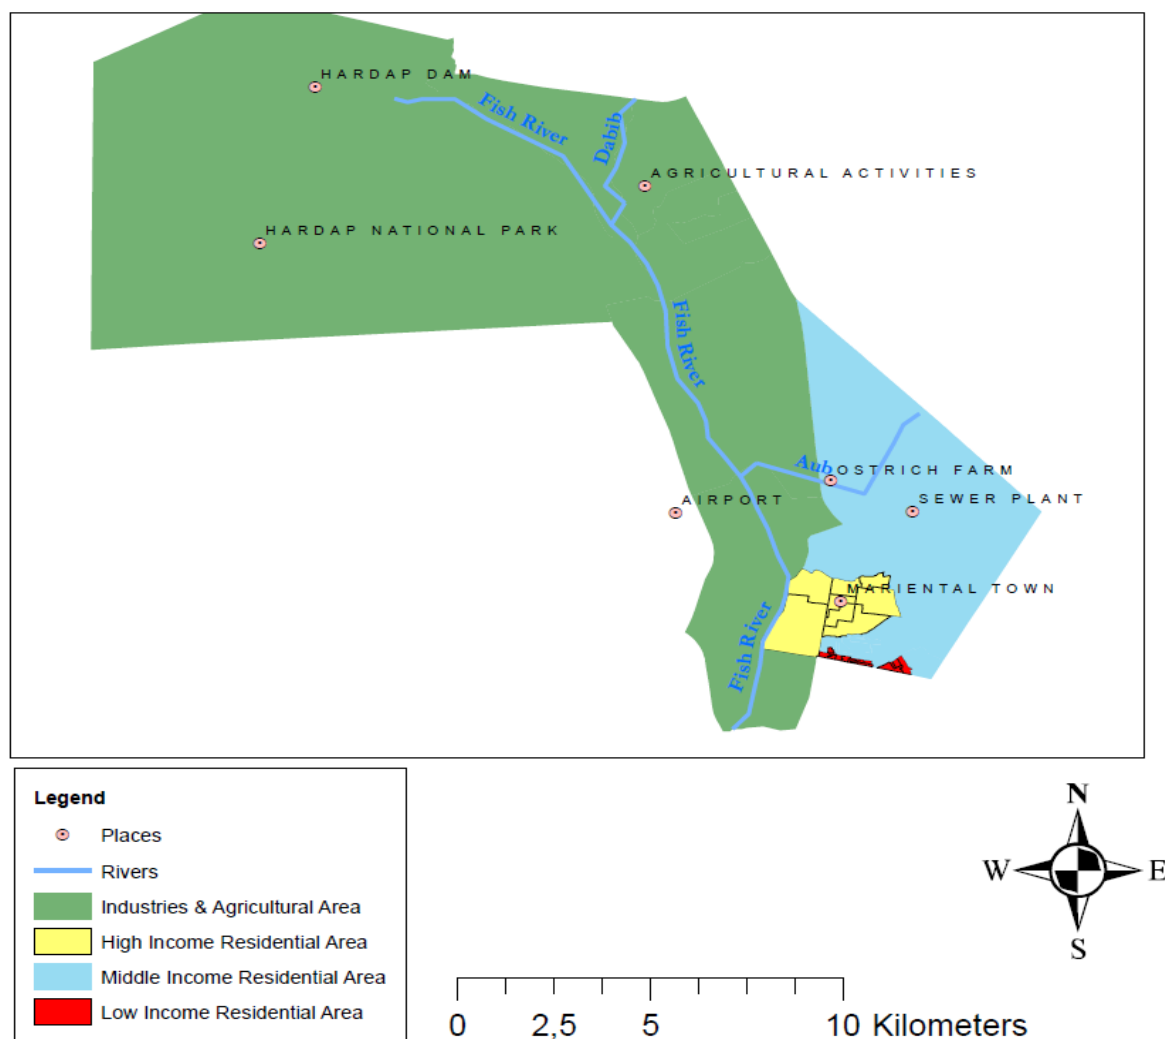 HARDAP DAM
Fish River
Dabib
AGRICULTURAL ACTIVITIES
HARDAP NATIONAL PARK
Fish River
Aub
OSTRICH FARM
AIRPORT
SEWER PLANT
MARIENTAL TOWN
Fish River
Legend
Places
Rivers
Industries & Agricultural Area
High Income Residential Area
Middle Income Residential Area
Low Income Residential Area
N
W E
S
0 2,5 5 10 Kilometers